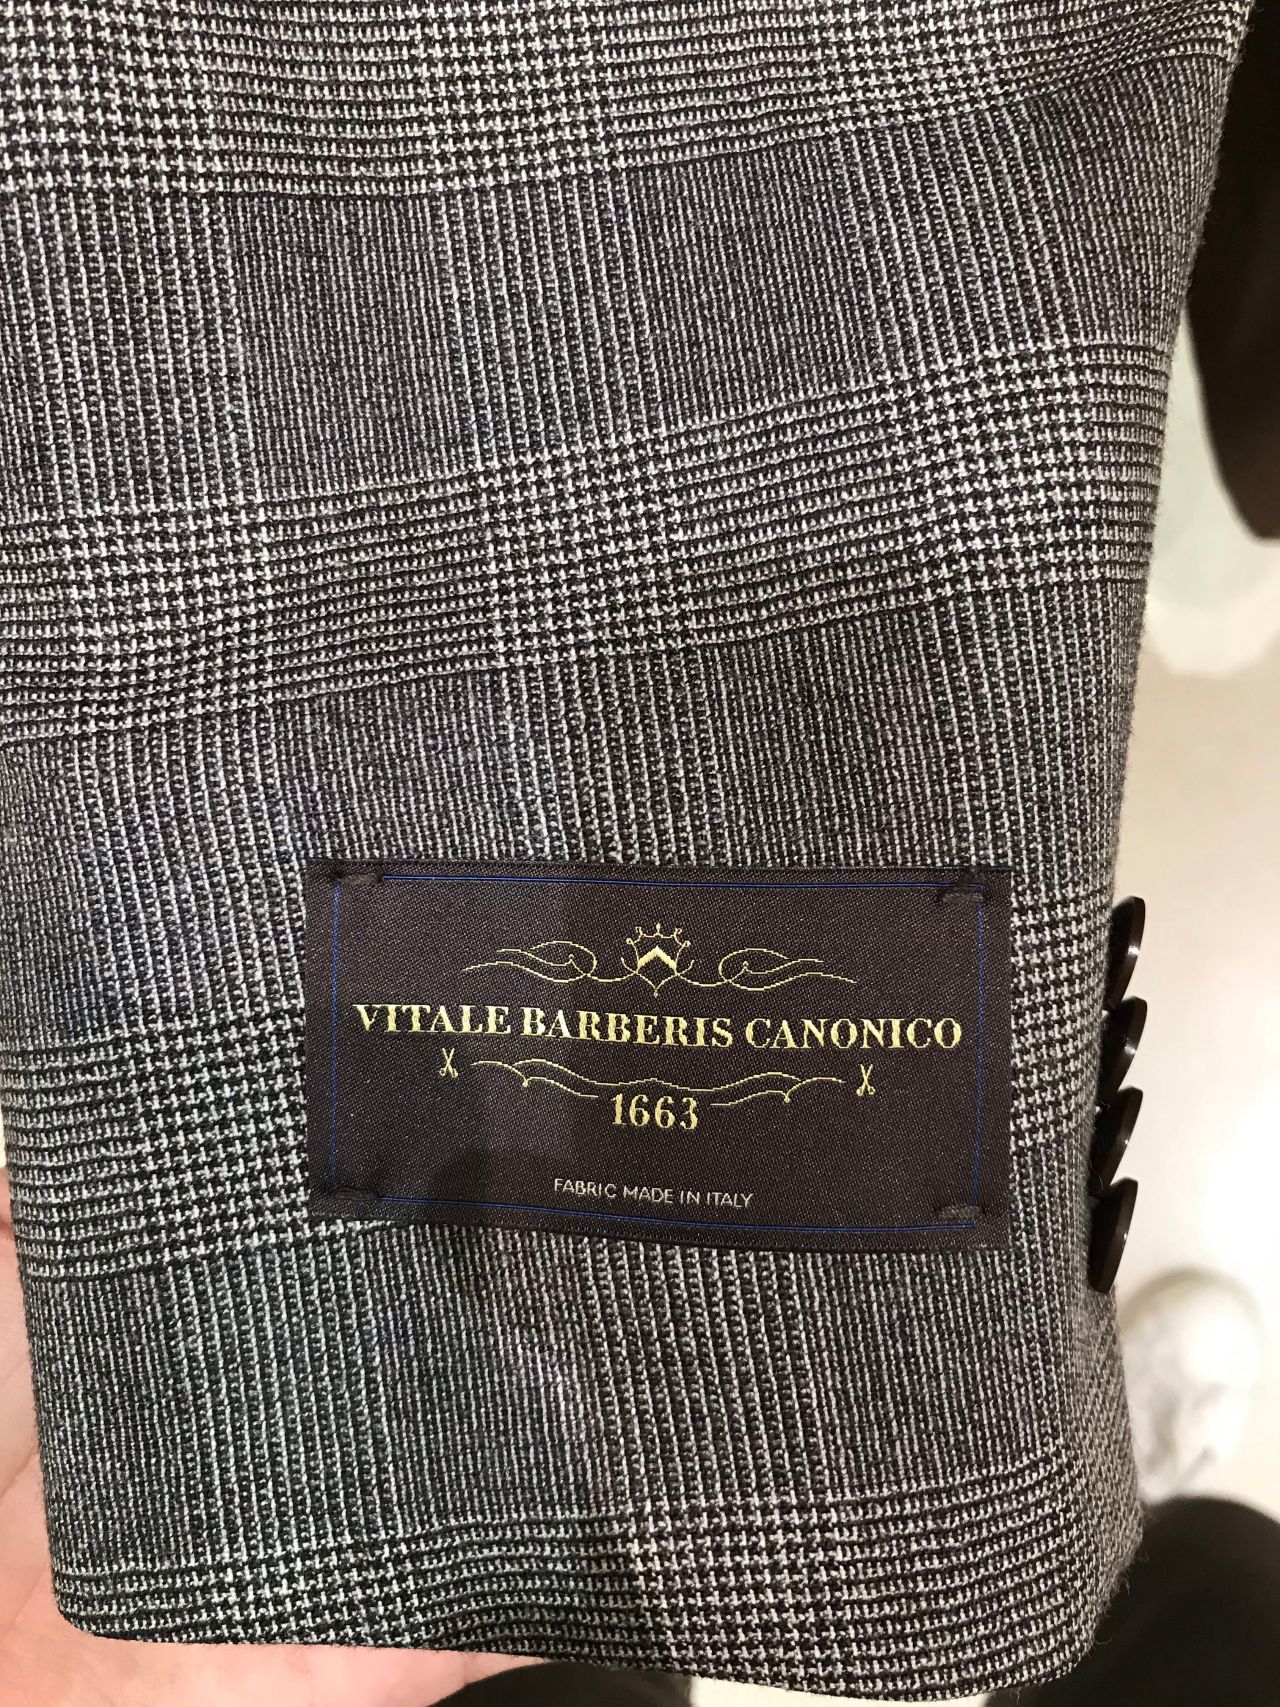 VITALE BARBERIS CANONICO
1663
FABRIC MADE IN ITALY